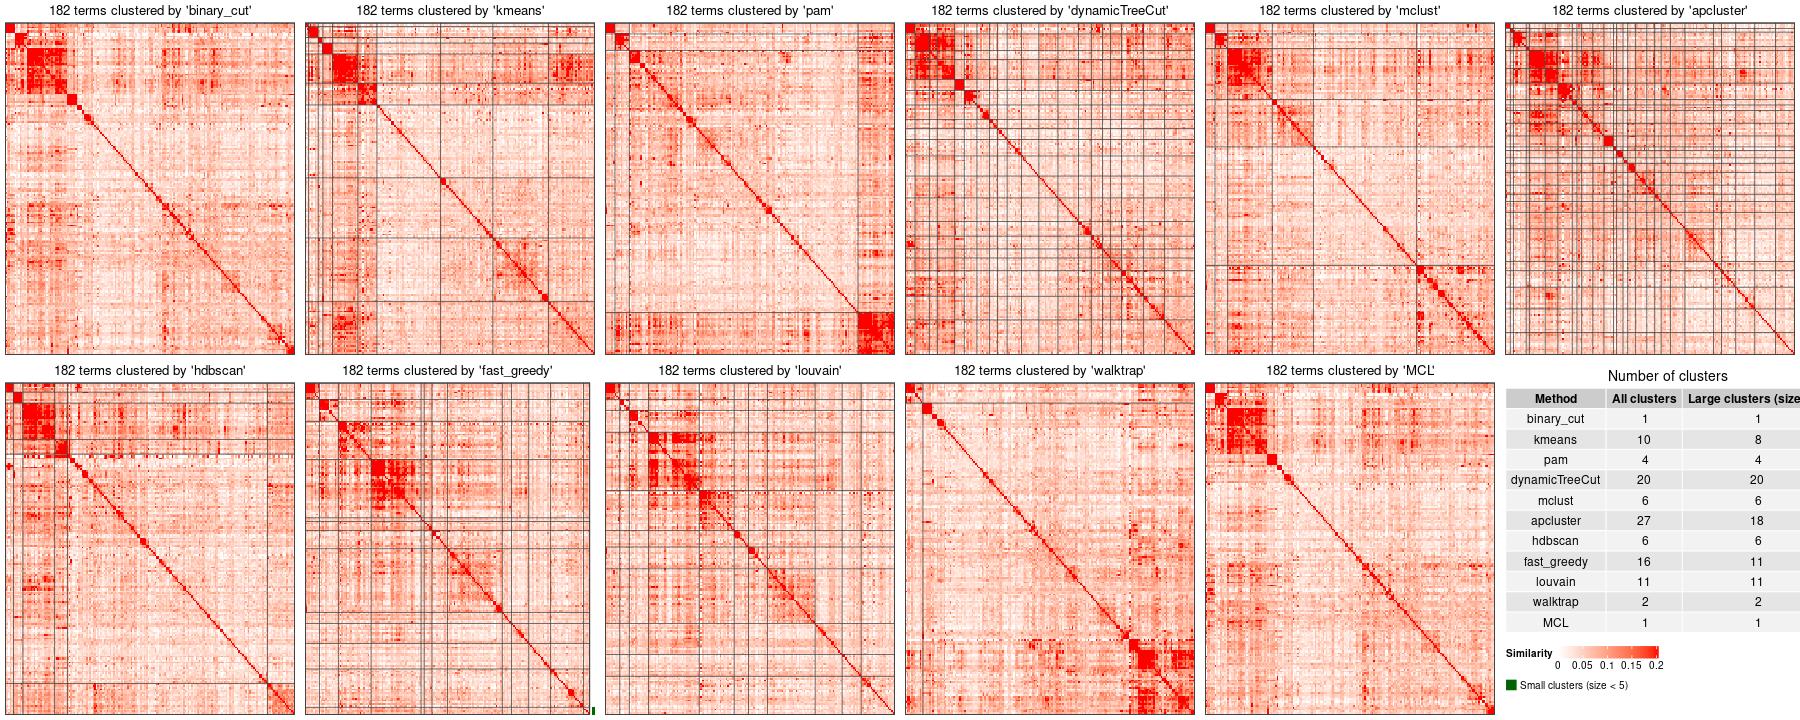 182 terms clustered by 'binary_cut'
182 terms clustered by 'kmeans'
182 terms clustered by 'pam'
182 terms clustered by 'dynamicTreeCut'
182 terms clustered by 'mclust'
182 terms clustered by 'apcluster'
182 terms clustered by 'hdbscan'
182 terms clustered by 'fast_greedy'
182 terms clustered by 'louvain'
182 terms clustered by 'walktrap'
182 terms clustered by 'MCL'
Number of clusters
Method All clusters Large clusters (size
binary_cut 1 1
kmeans 10 8
pam 4 4
dynamicTreeCut 20 20
mclust 6 6
apcluster 27 18
hdbscan 6 6
fast_greedy 16 11
louvain 11 11
walktrap 2 2
MCL 1 1
Similarity
0 0.05 0.1 0.15 0.2
Small clusters (size < 5)